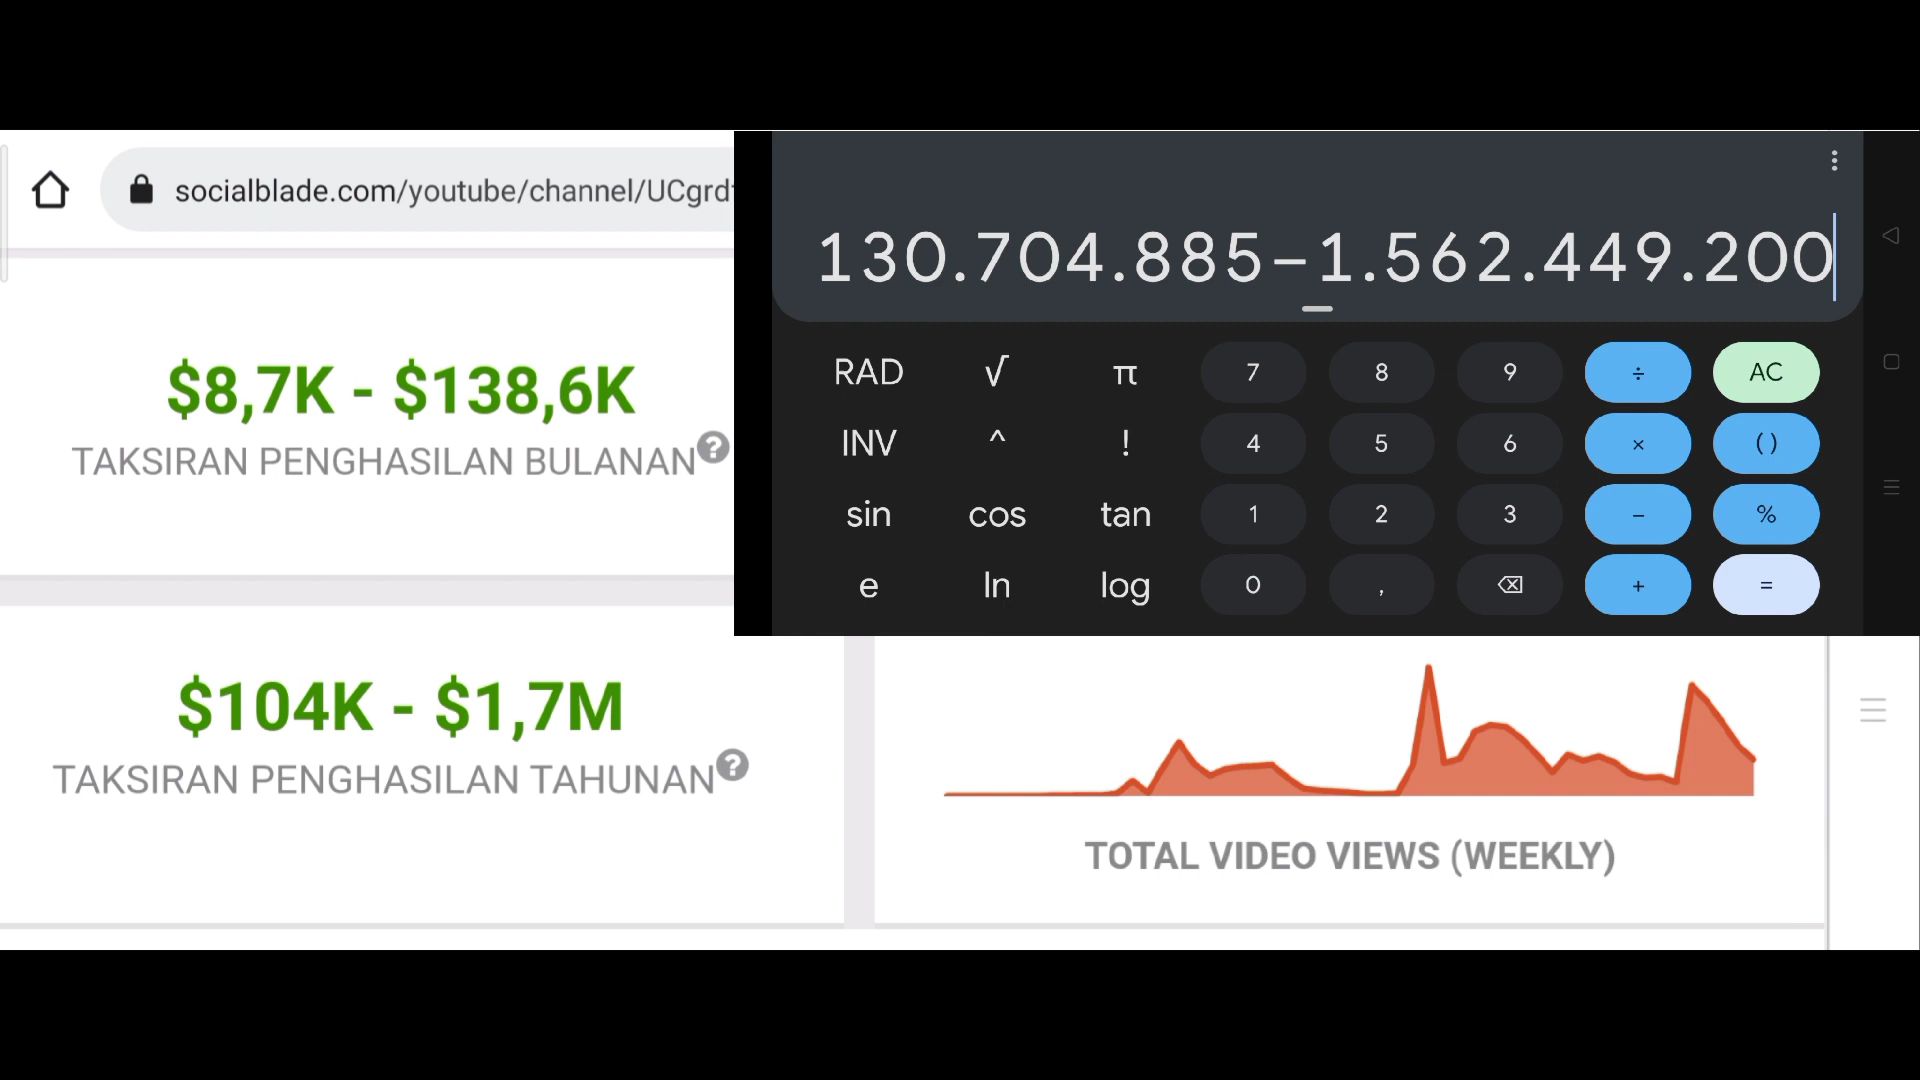 socialblade.com/youtube/channel/UCgrd
$8,7K - $138,6K
TAKSIRAN PENGHASILAN BULANAN ?
$104K - $1,7M
TAKSIRAN PENGHASILAN TAHUNAN ?
130.704.885–1.562.449.200
RAD √ π 7 8 9 ÷ AC
INV ^ ! 4 5 6 × ( )
sin cos tan 1 2 3 − %
e ln log 0 , + =
TOTAL VIDEO VIEWS (WEEKLY)